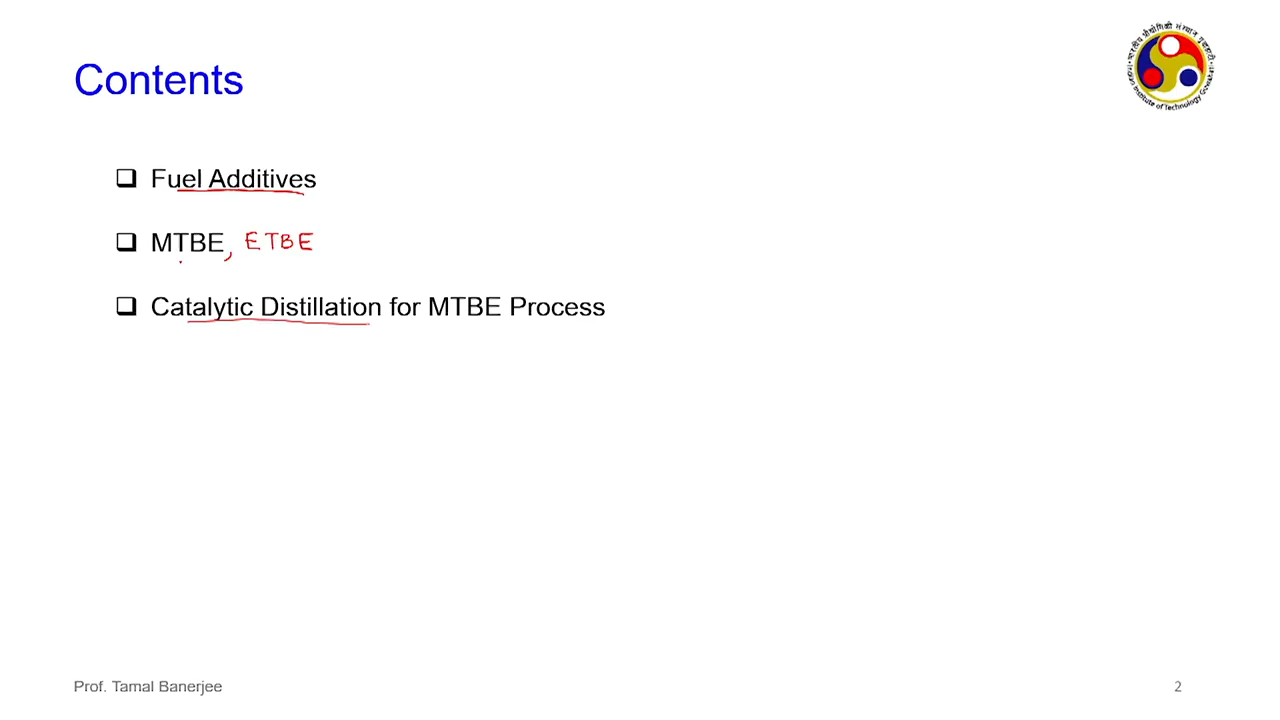 Contents
Fuel Additives
MTBE, ETBE
Catalytic Distillation for MTBE Process
Prof. Tamal Banerjee
2